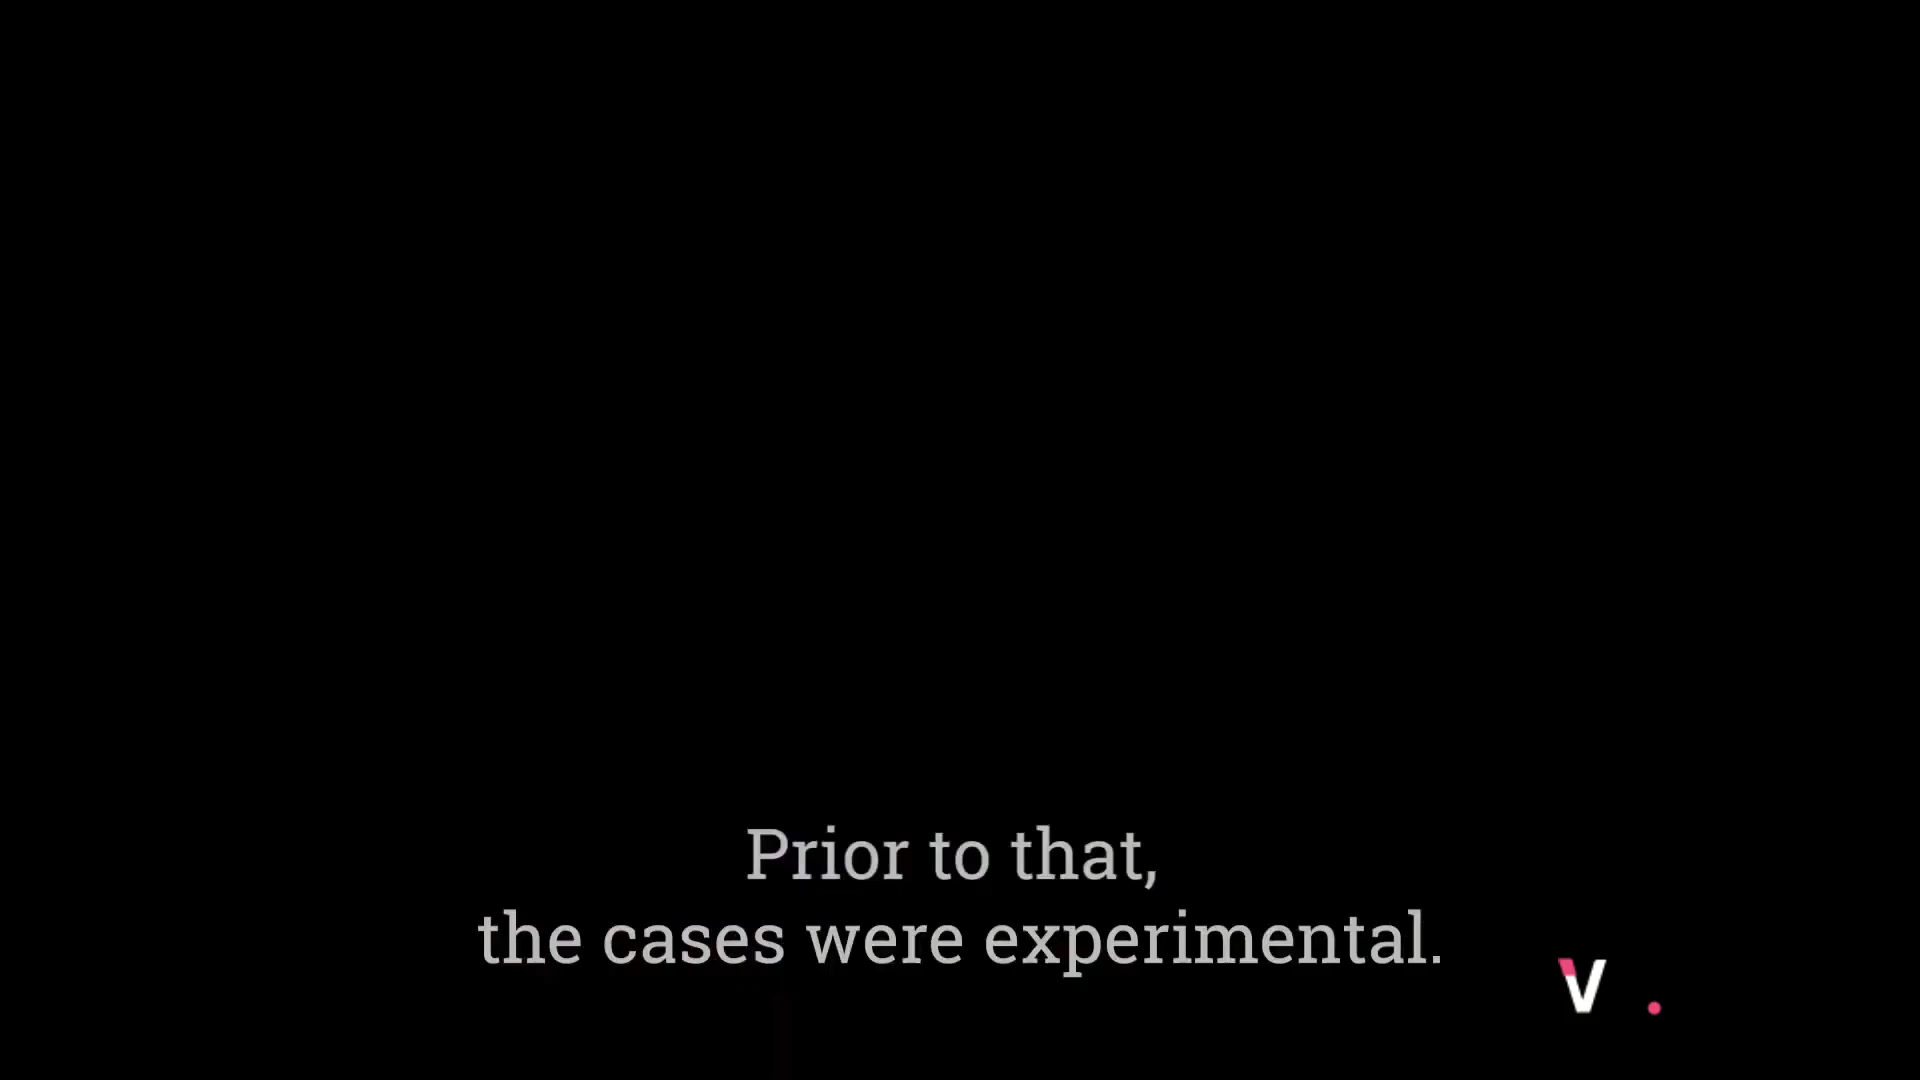 Prior to that,
the cases were experimental.
V.